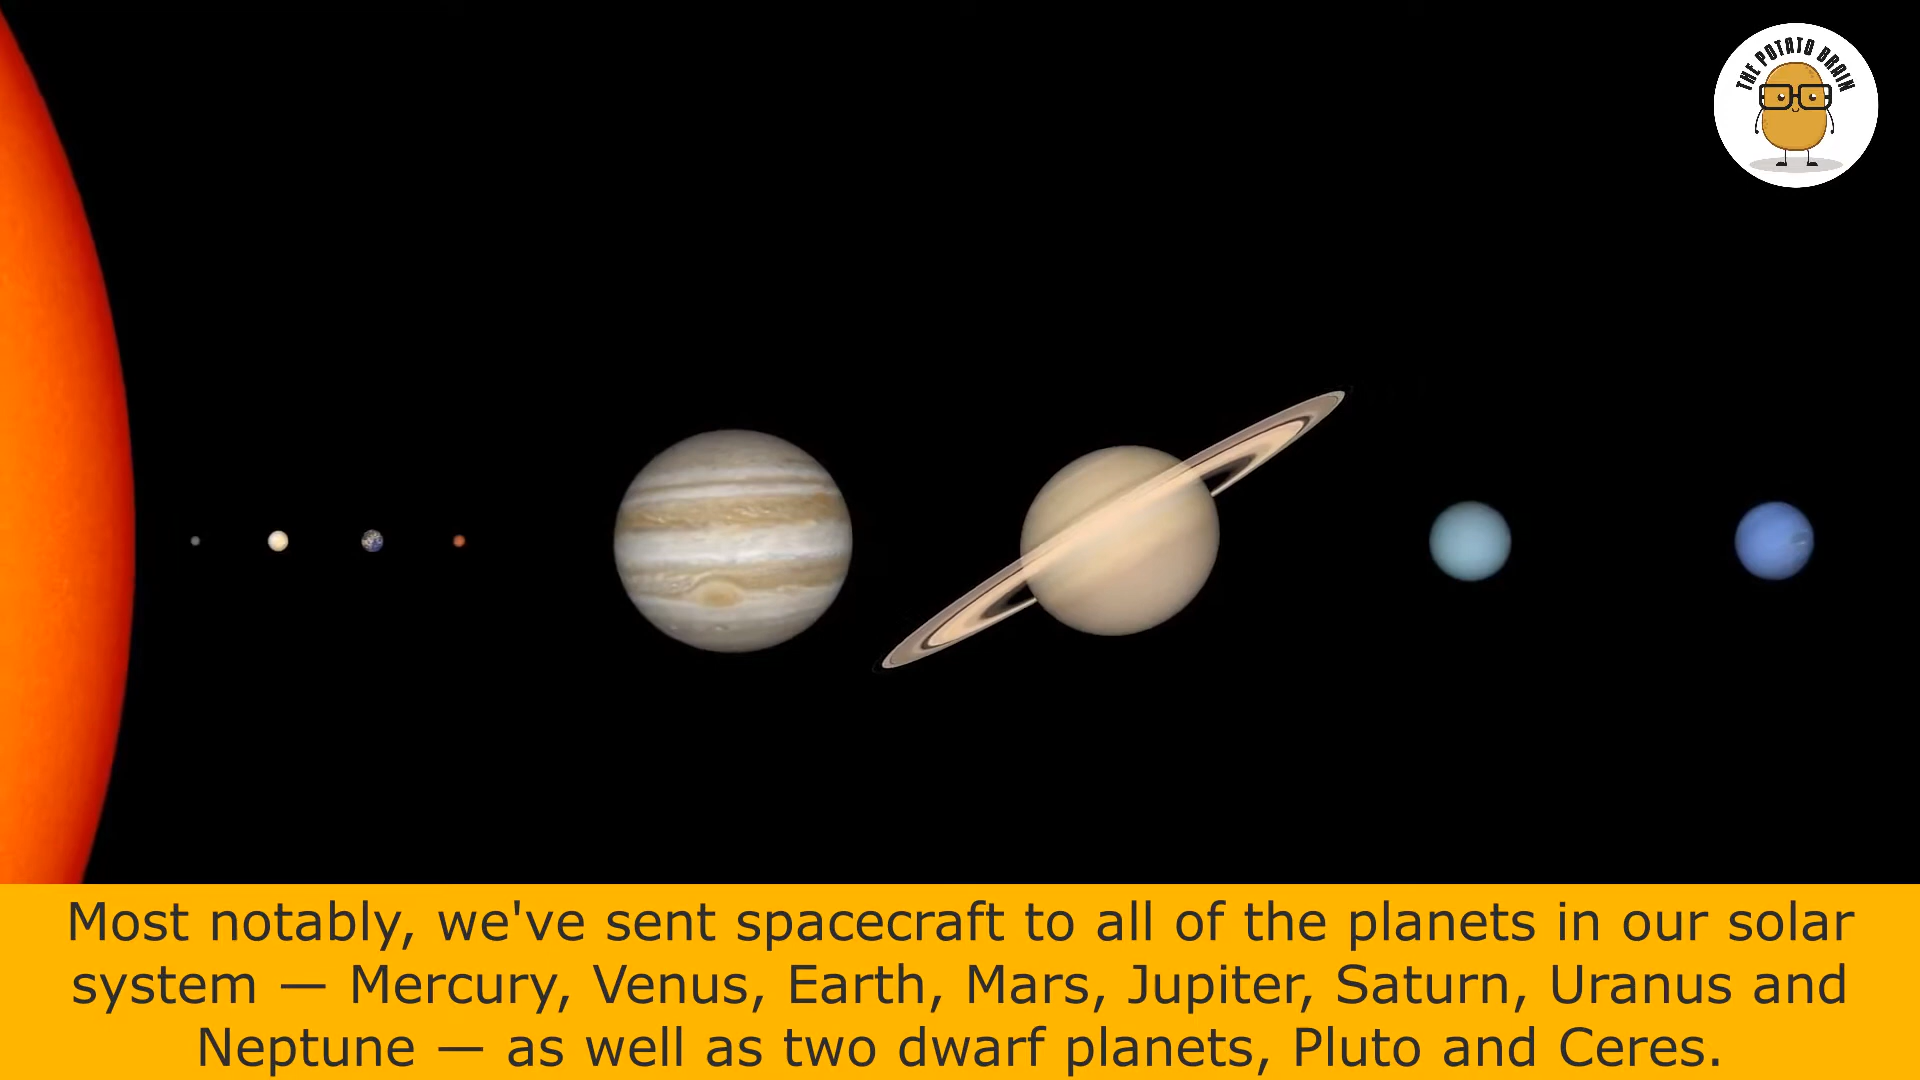 THE POTATO BRAIN
Most notably, we've sent spacecraft to all of the planets in our solar
system — Mercury, Venus, Earth, Mars, Jupiter, Saturn, Uranus and
Neptune — as well as two dwarf planets, Pluto and Ceres.